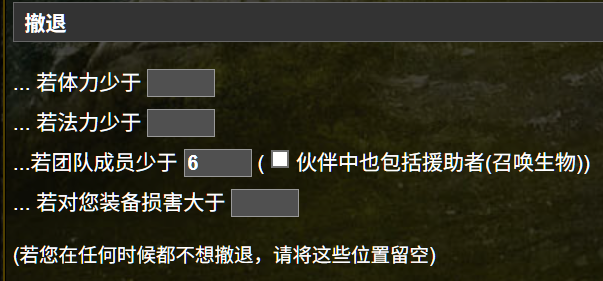 撤退
... 若体力少于
... 若法力少于
...若团队成员少于 6 ( 伙伴中也包括援助者(召唤生物))
... 若对您装备损害大于
(若您在任何时候都不想撤退，请将这些位置留空)